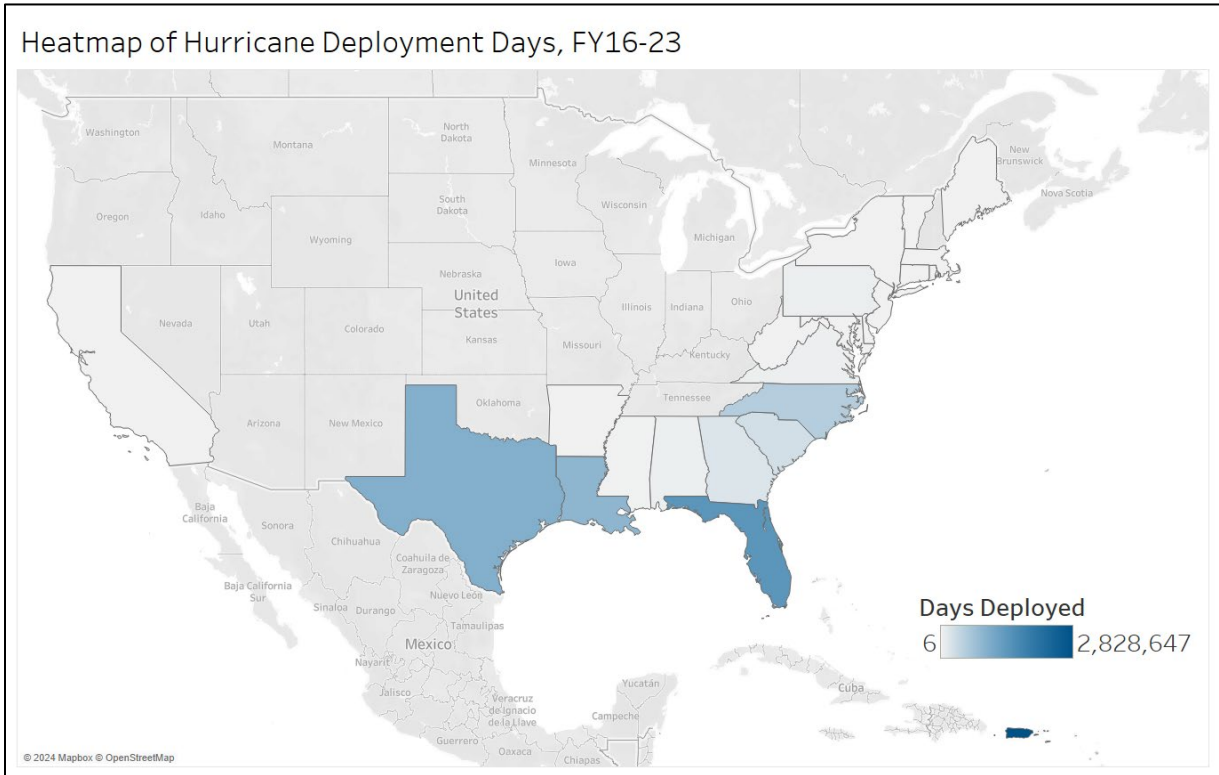 Heatmap of Hurricane Deployment Days, FY16-23
Washington
Montana
North
Dakota
Minnesota
New
Brunswick
Nova Scotia
Oregon
Idaho
South
Dakota
Wisconsin
Michigan
Wyoming
Iowa
Nebraska
United
States
Illinois
Indiana
Ohio
Nevada
Utah
Colorado
Kansas
Missouri
Kentucky
Oklahoma
Tennessee
Arizona
New Mexico
Baja
California
Sonora
Chihuahua
Coahuila de
Zaragoza
Baja California
Sur
Nuevo León
Sinaloa
Durango
Tamaulipas
Mexico
Nayarit
Jalisco
Veracruz
de Ignacio
de la Llave
Yucatán
Campeche
Guerrero
Oaxaca
Chiapas
Cuba
Days Deployed
6
2,828,647
© 2024 Mapbox © OpenStreetMap